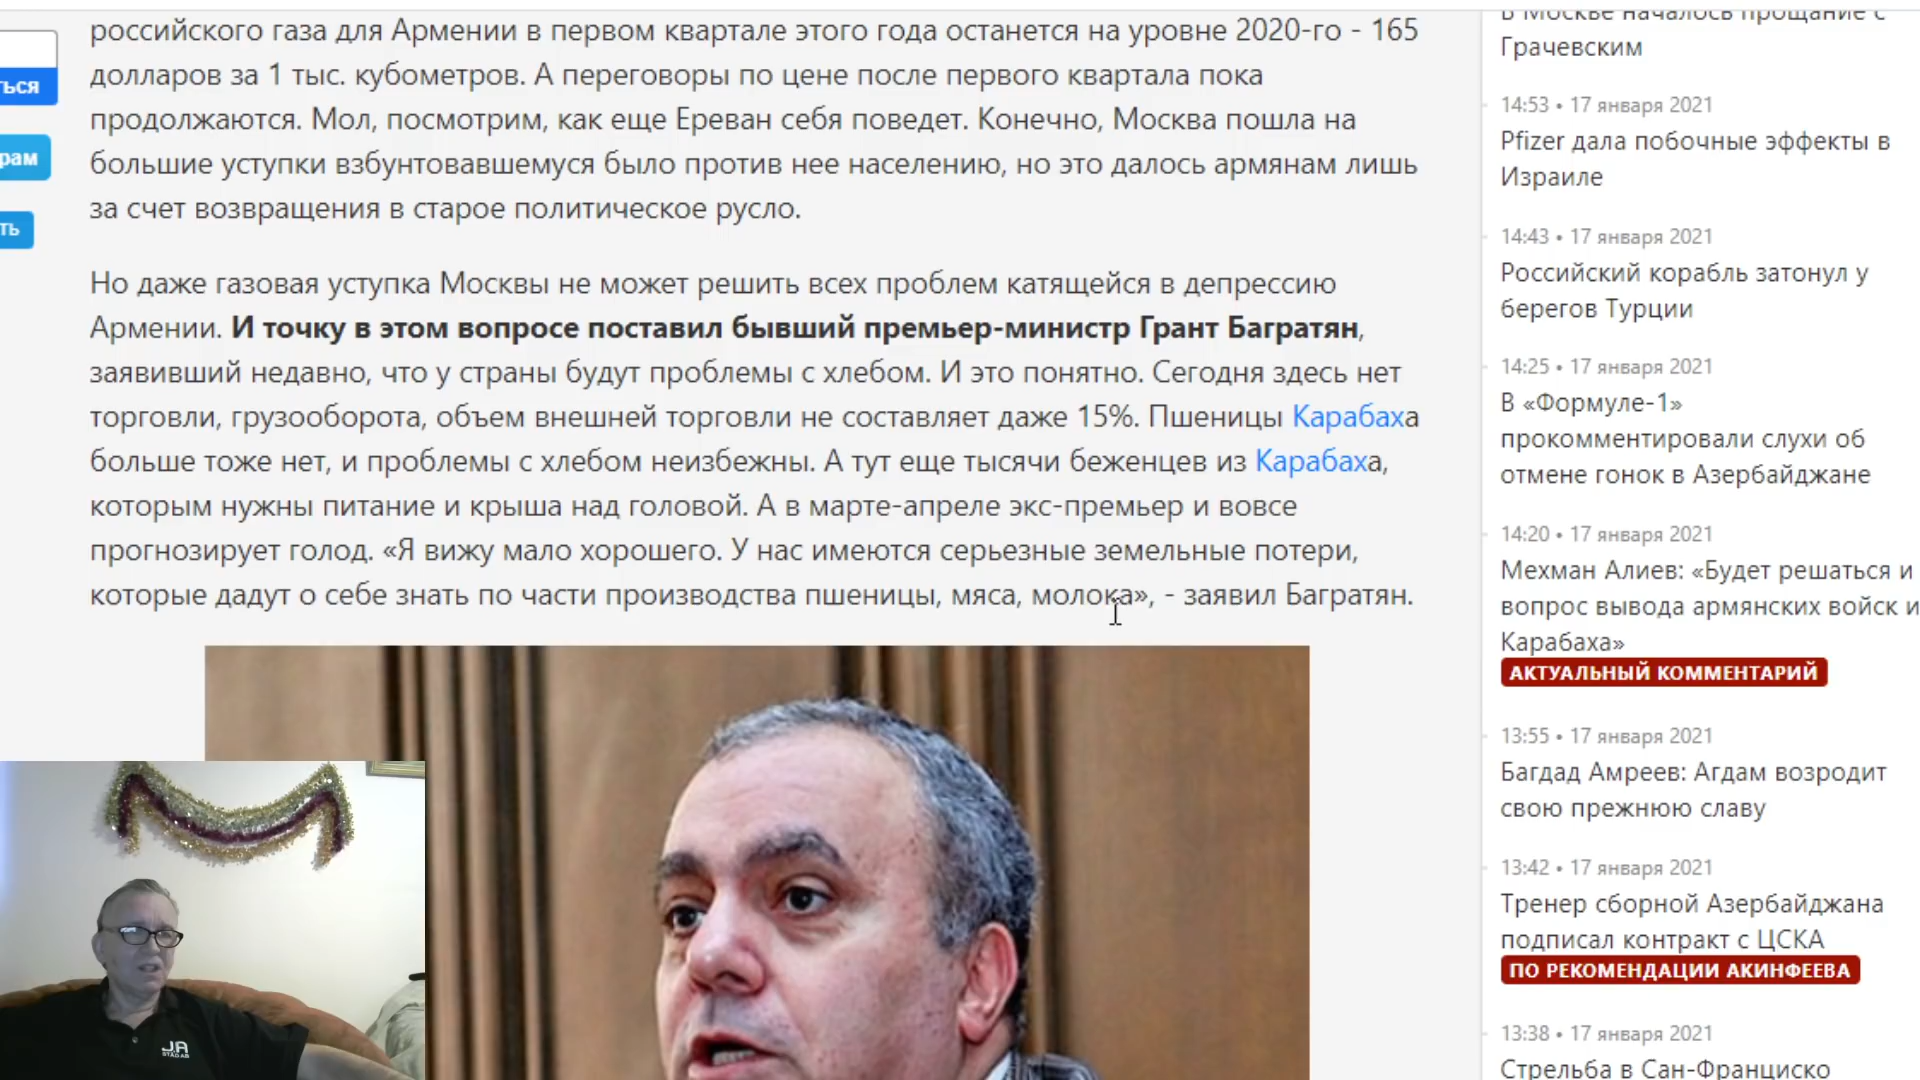 российского газа для Армении в первом квартале этого года останется на уровне 2020-го - 165
долларов за 1 тыс. кубометров. А переговоры по цене после первого квартала пока
продолжаются. Мол, посмотрим, как еще Ереван себя поведет. Конечно, Москва пошла на
большие уступки взбунтовавшемуся было против нее населению, но это далось армянам лишь
за счет возвращения в старое политическое русло.
Но даже газовая уступка Москвы не может решить всех проблем катящейся в депрессию
Армении. И точку в этом вопросе поставил бывший премьер-министр Грант Багратян,
заявивший недавно, что у страны будут проблемы с хлебом. И это понятно. Сегодня здесь нет
торговли, грузооборота, объем внешней торговли не составляет даже 15%. Пшеницы Карабаха
больше тоже нет, и проблемы с хлебом неизбежны. А тут еще тысячи беженцев из Карабаха,
которым нужны питание и крыша над головой. А в марте-апреле экс-премьер и вовсе
прогнозирует голод. «Я вижу мало хорошего. У нас имеются серьезные земельные потери,
которые дадут о себе знать по части производства пшеницы, мяса, молока», - заявил Багратян.
ться
рам
ть
В Москве началось прощание с
Грачевским
14:53 • 17 января 2021
Pfizer дала побочные эффекты в
Израиле
14:43 • 17 января 2021
Российский корабль затонул у
берегов Турции
14:25 • 17 января 2021
В «Формуле-1»
прокомментировали слухи об
отмене гонок в Азербайджане
14:20 • 17 января 2021
Мехман Алиев: «Будет решаться и
вопрос вывода армянских войск и
Карабаха»
АКТУАЛЬНЫЙ КОММЕНТАРИЙ
13:55 • 17 января 2021
Багдад Амреев: Агдам возродит
свою прежнюю славу
13:42 • 17 января 2021
Тренер сборной Азербайджана
подписал контракт с ЦСКА
ПО РЕКОМЕНДАЦИИ АКИНФЕЕВА
13:38 • 17 января 2021
Стрельба в Сан-Франциско
JA